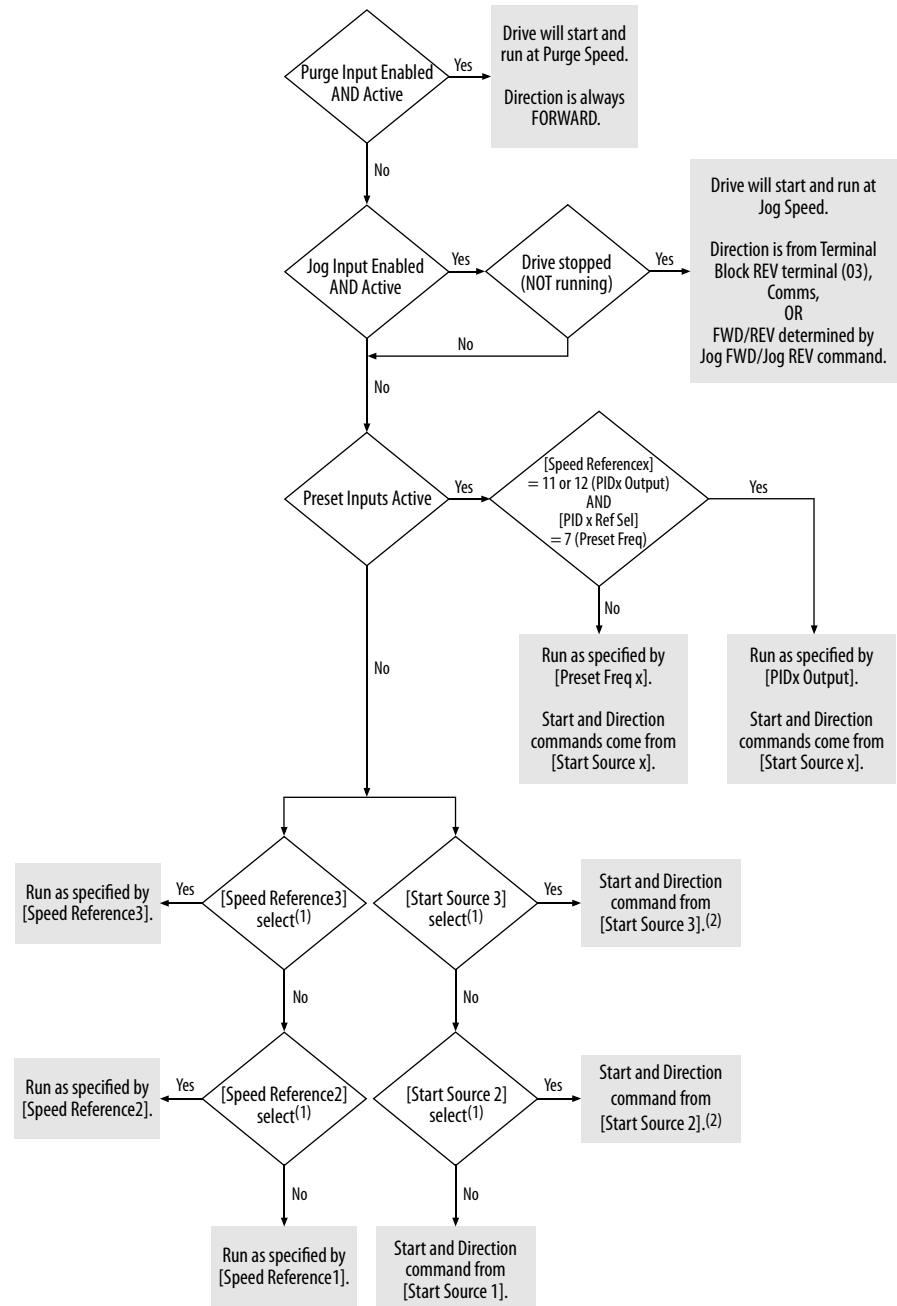 Purge Input Enabled
AND Active
Yes
Drive will start and
run at Purge Speed.
Direction is always
FORWARD.
No
Jog Input Enabled
AND Active
Yes
Drive stopped
(NOT running)
Yes
Drive will start and run at
Jog Speed.
Direction is from Terminal
Block REV terminal (03),
Comms,
OR
FWD/REV determined by
Jog FWD/Jog REV command.
No
No
Preset Inputs Active
Yes
[Speed Referencex]
= 11 or 12 (PIDx Output)
AND
[PID x Ref Sel]
= 7 (Preset Freq)
Yes
No
No
Run as specified by
[Preset Freq x].
Start and Direction
commands come from
[Start Source x].
Run as specified by
[PIDx Output].
Start and Direction
commands come from
[Start Source x].
Run as specified by
[Speed Reference3].
Yes
[Speed Reference3]
select(1)
[Start Source 3]
select(1)
Yes
Start and Direction
command from
[Start Source 3].(2)
No
No
Run as specified by
[Speed Reference2].
Yes
[Speed Reference2]
select(1)
[Start Source 2]
select(1)
Yes
Start and Direction
command from
[Start Source 2].(2)
No
No
Run as specified by
[Speed Reference1].
Start and Direction
command from
[Start Source 1].